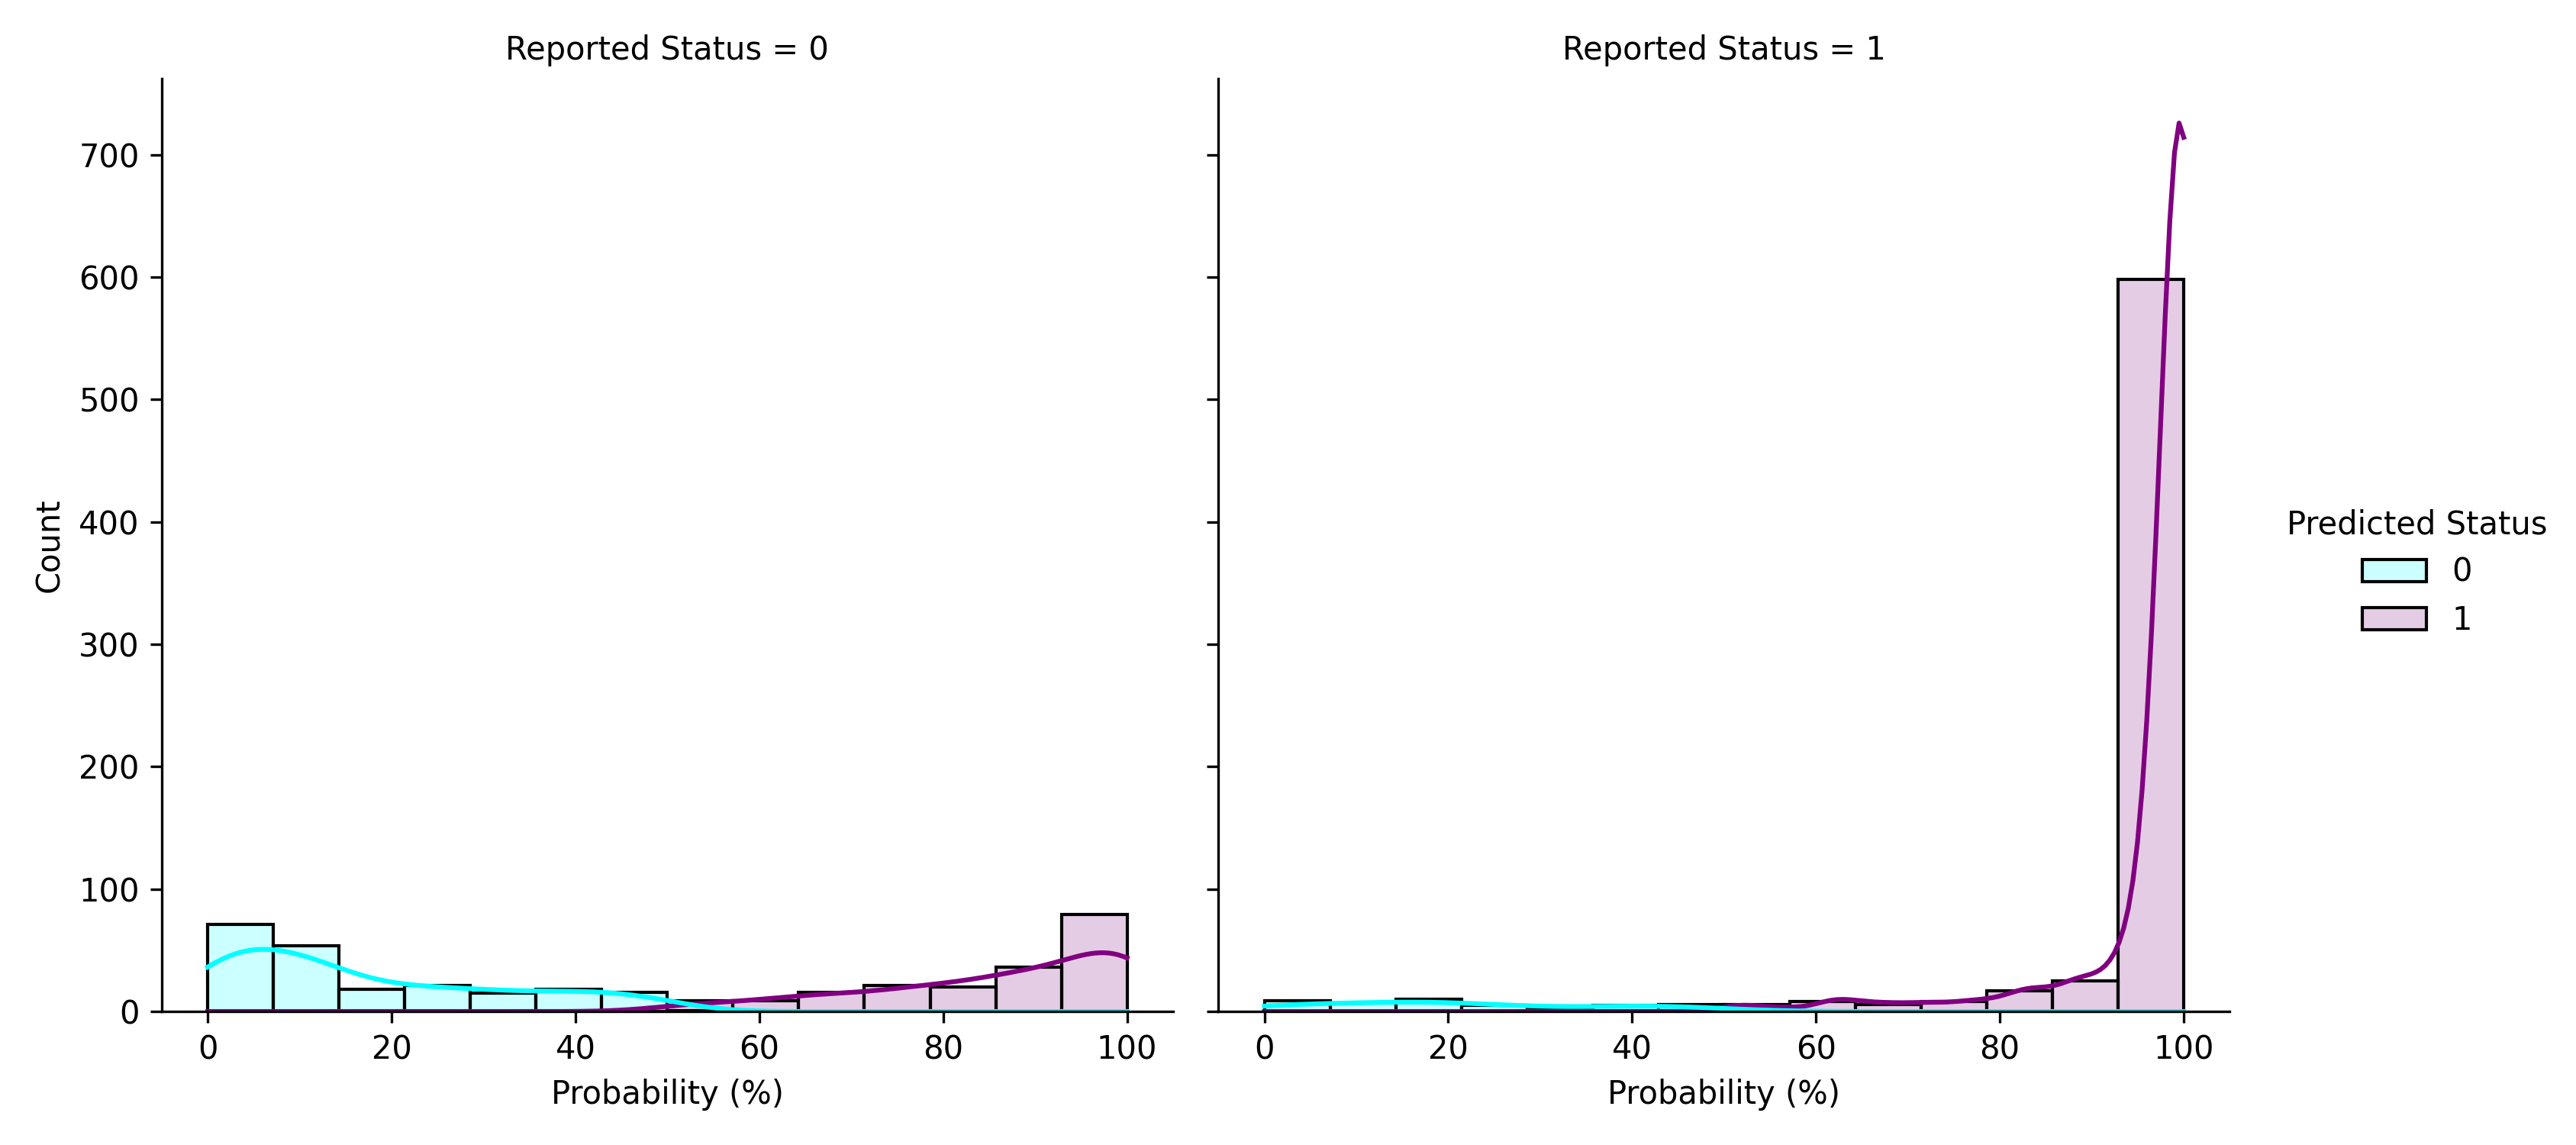 Reported Status = 0
Reported Status = 1
700
600
500
400
300
200
100
0
Count
0 20 40 60 80 100
0 20 40 60 80 100
Probability (%)
Probability (%)
Predicted Status
0
1